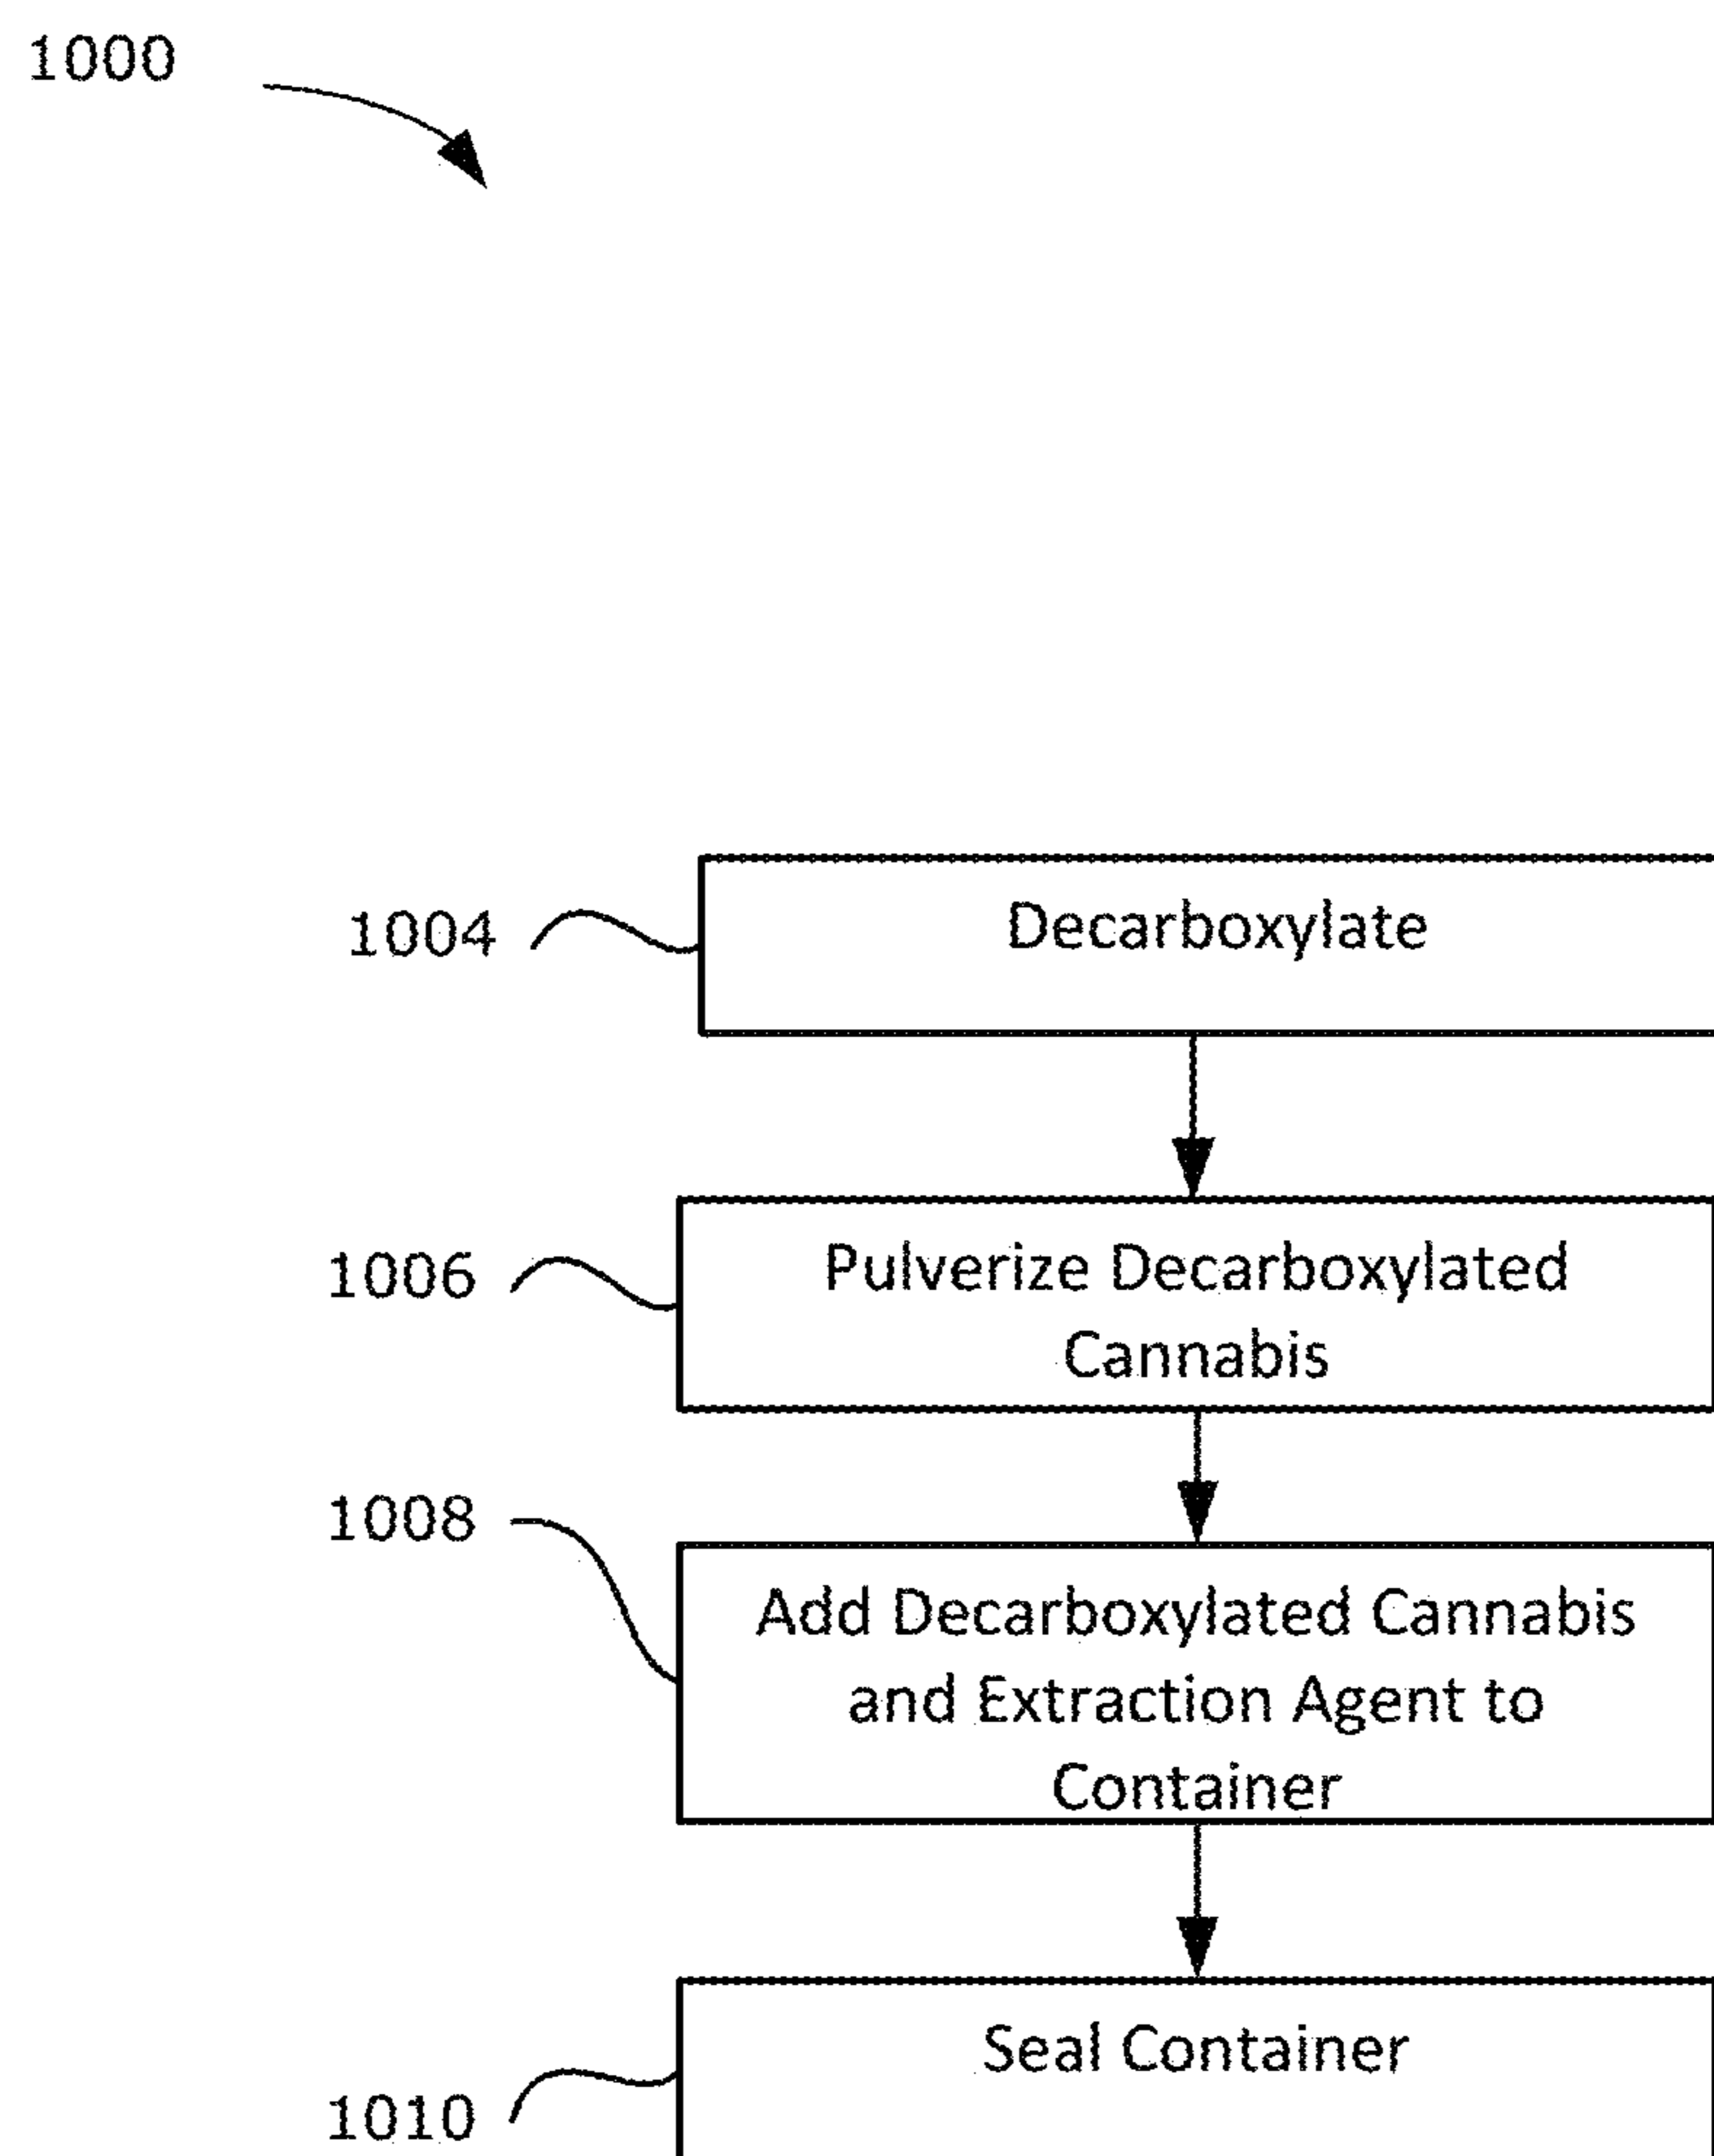 1000
1004
Decarboxylate
1006
Pulverize Decarboxylated
Cannabis
1008
Add Decarboxylated Cannabis
and Extraction Agent to
Container
Seal Container
1010